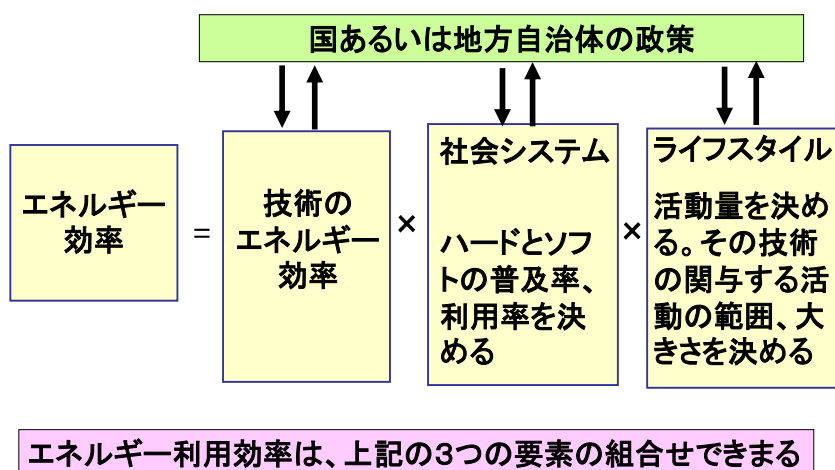 国あるいは地方自治体の政策
エネルギー
効率
=
技術の
エネルギー
効率
×
社会システム
ハードとソフ
トの普及率、
利用率を決
める
×
ライフスタイル
活動量を決め
る。その技術
の関与する活
動の範囲、大
きさを決める
エネルギー利用効率は、上記の3つの要素の組合せできまる